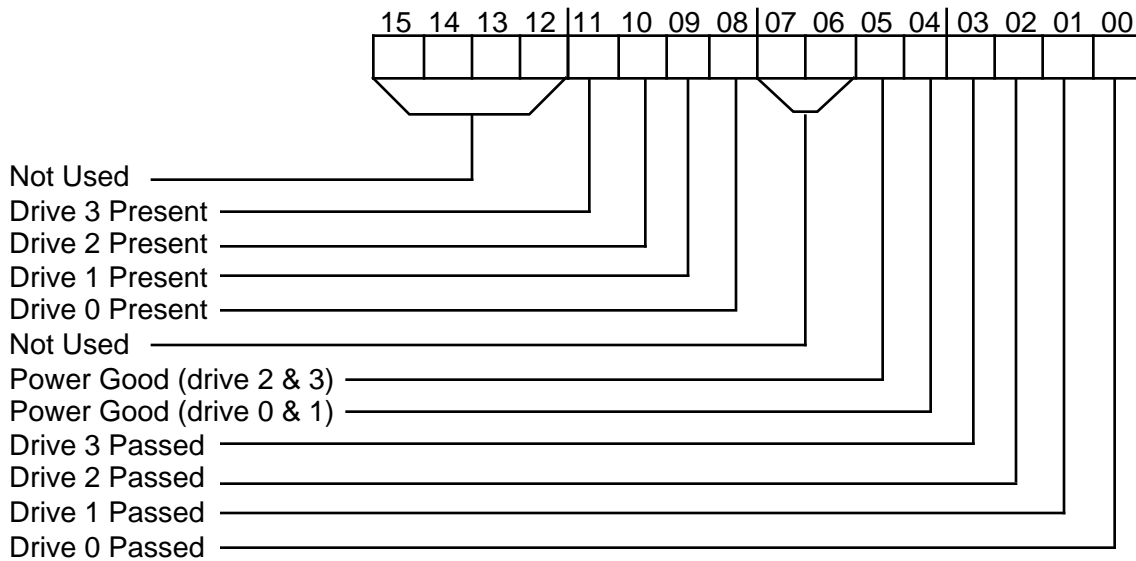 15 14 13 12 11 10 09 08 07 06 05 04 03 02 01 00
Not Used
Drive 3 Present
Drive 2 Present
Drive 1 Present
Drive 0 Present
Not Used
Power Good (drive 2 & 3)
Power Good (drive 0 & 1)
Drive 3 Passed
Drive 2 Passed
Drive 1 Passed
Drive 0 Passed